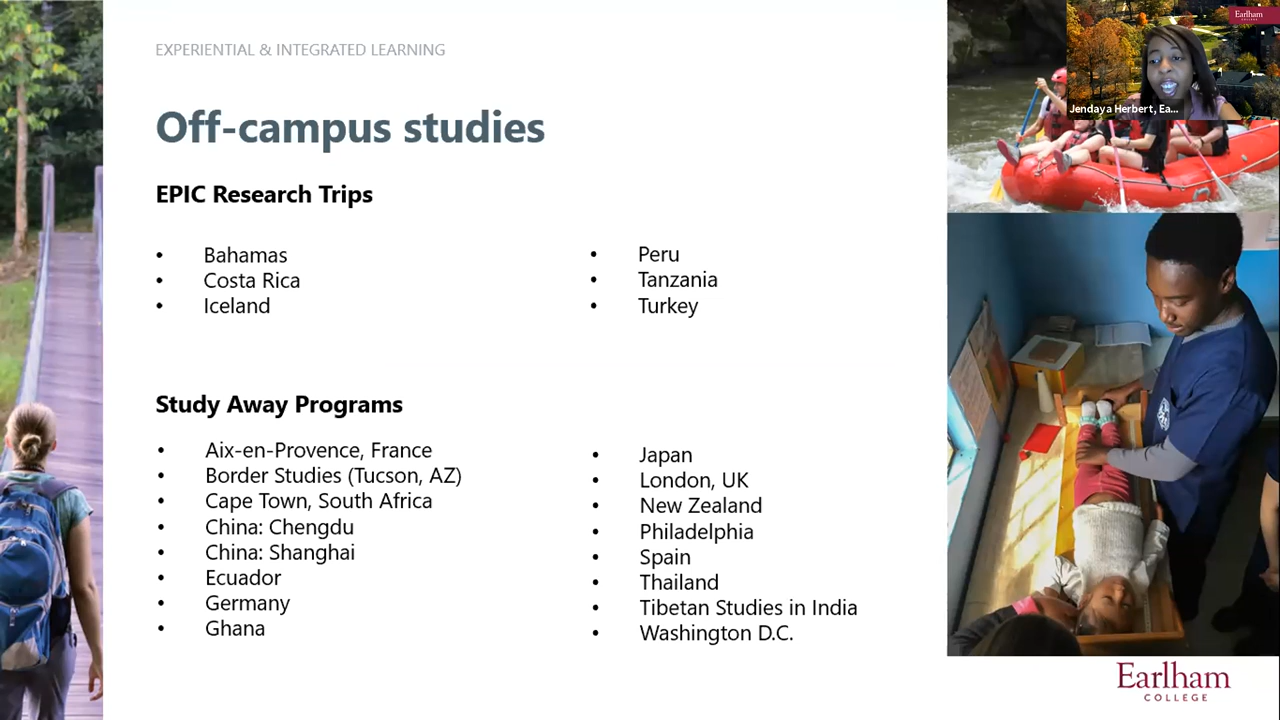 EXPERIENTIAL & INTEGRATED LEARNING
Off-campus studies
EPIC Research Trips
• Bahamas
• Costa Rica
• Iceland
• Peru
• Tanzania
• Turkey
Study Away Programs
• Aix-en-Provence, France
• Border Studies (Tucson, AZ)
• Cape Town, South Africa
• China: Chengdu
• China: Shanghai
• Ecuador
• Germany
• Ghana
• Japan
• London, UK
• New Zealand
• Philadelphia
• Spain
• Thailand
• Tibetan Studies in India
• Washington D.C.
Earlham
COLLEGE
Jendaya Herbert, Ea...
Earlham
COLLEGE